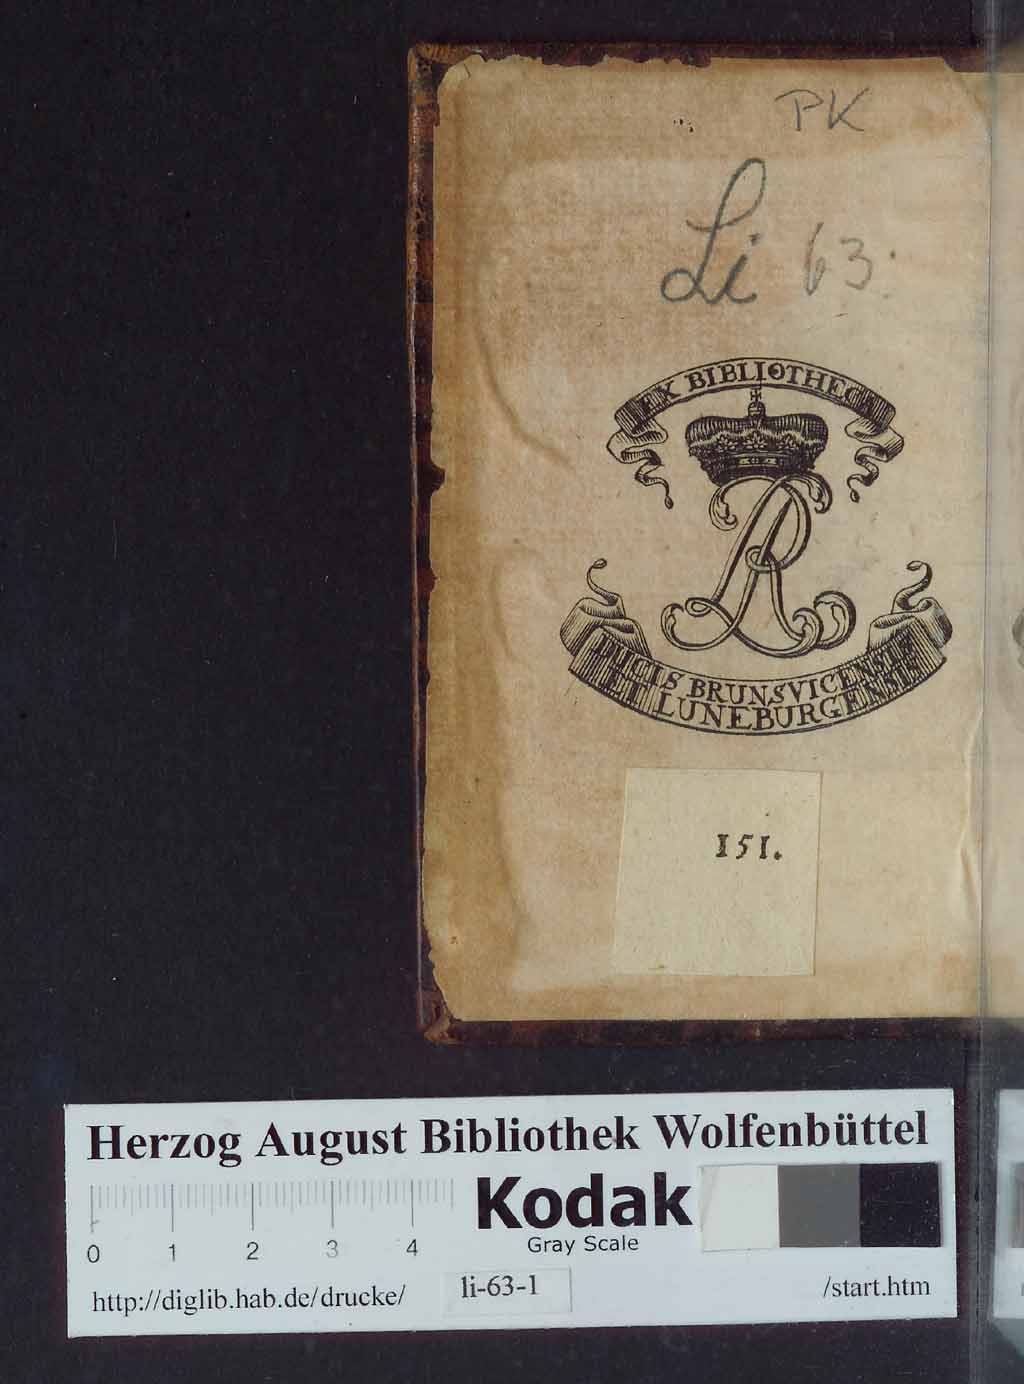 PK
Li 63.
EX BIBLIOTHECA
DUCIS BRUNSVICENSIS
ET LUNEBURGENSIS
151.
Herzog August Bibliothek Wolfenbüttel
Kodak
Gray Scale
0 1 2 3 4
http://diglib.hab.de/drucke/ li-63-1 /start.htm